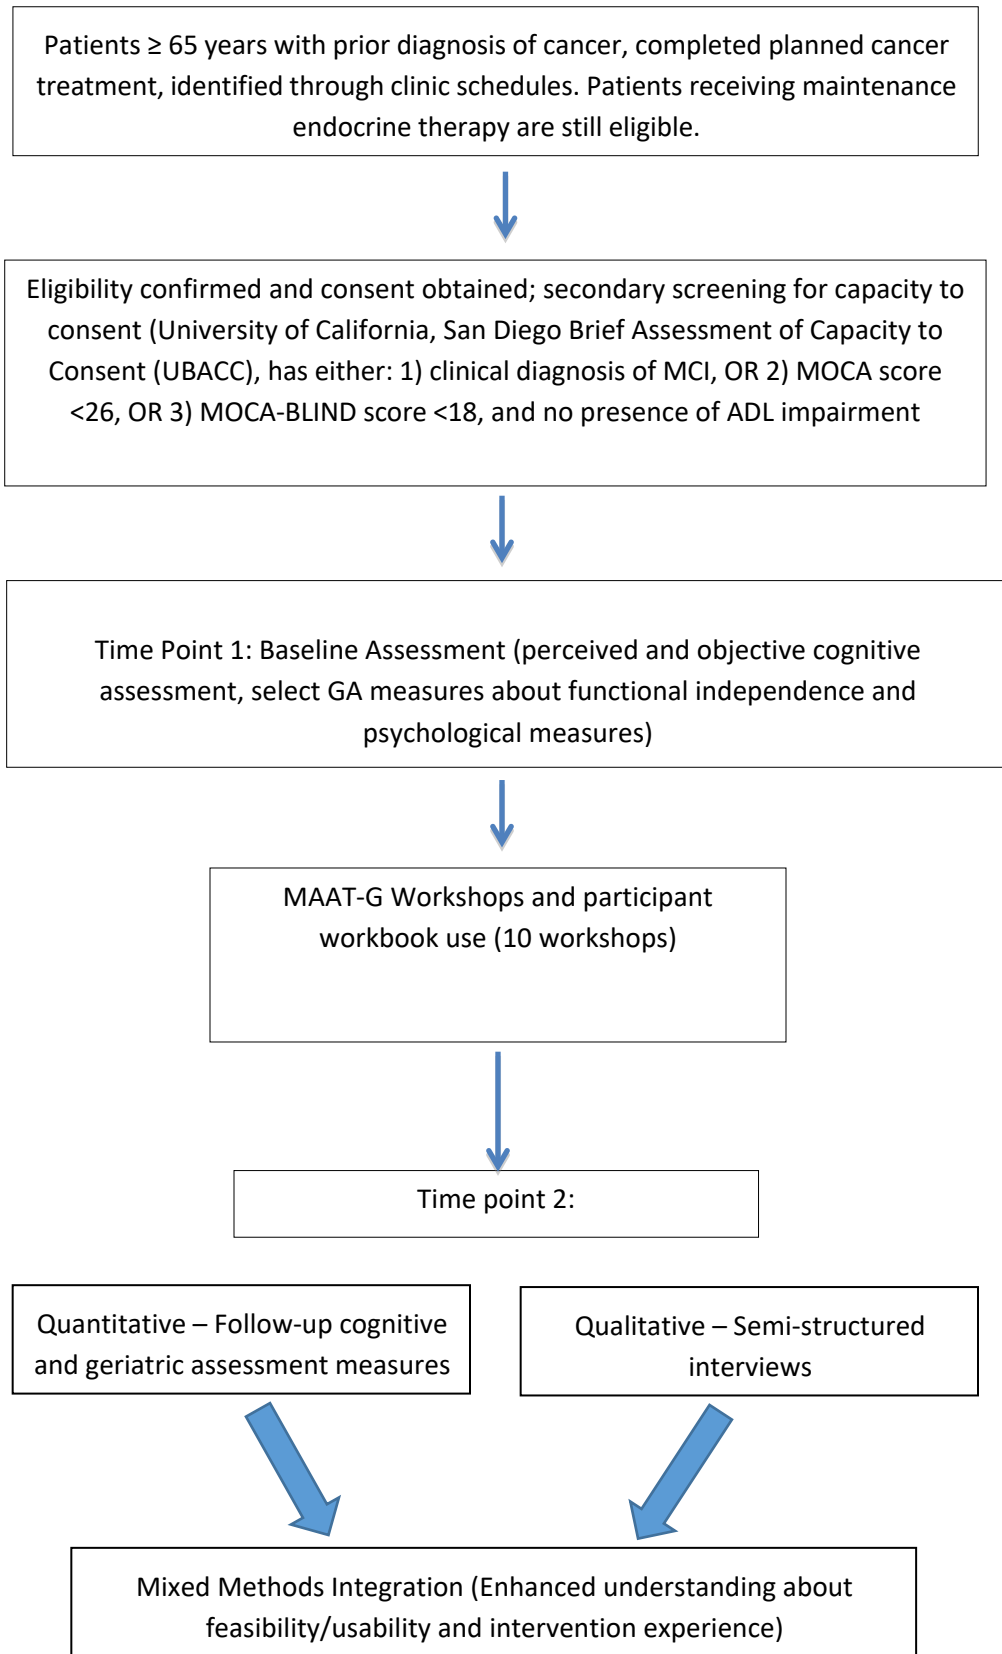 Patients ≥ 65 years with prior diagnosis of cancer, completed planned cancer
treatment, identified through clinic schedules. Patients receiving maintenance
endocrine therapy are still eligible.
Eligibility confirmed and consent obtained; secondary screening for capacity to
consent (University of California, San Diego Brief Assessment of Capacity to
Consent (UBACC), has either: 1) clinical diagnosis of MCI, OR 2) MOCA score
<26, OR 3) MOCA-BLIND score <18, and no presence of ADL impairment
Time Point 1: Baseline Assessment (perceived and objective cognitive
assessment, select GA measures about functional independence and
psychological measures)
MAAT-G Workshops and participant
workbook use (10 workshops)
Time point 2:
Quantitative – Follow-up cognitive
and geriatric assessment measures
Qualitative – Semi-structured
interviews
Mixed Methods Integration (Enhanced understanding about
feasibility/usability and intervention experience)